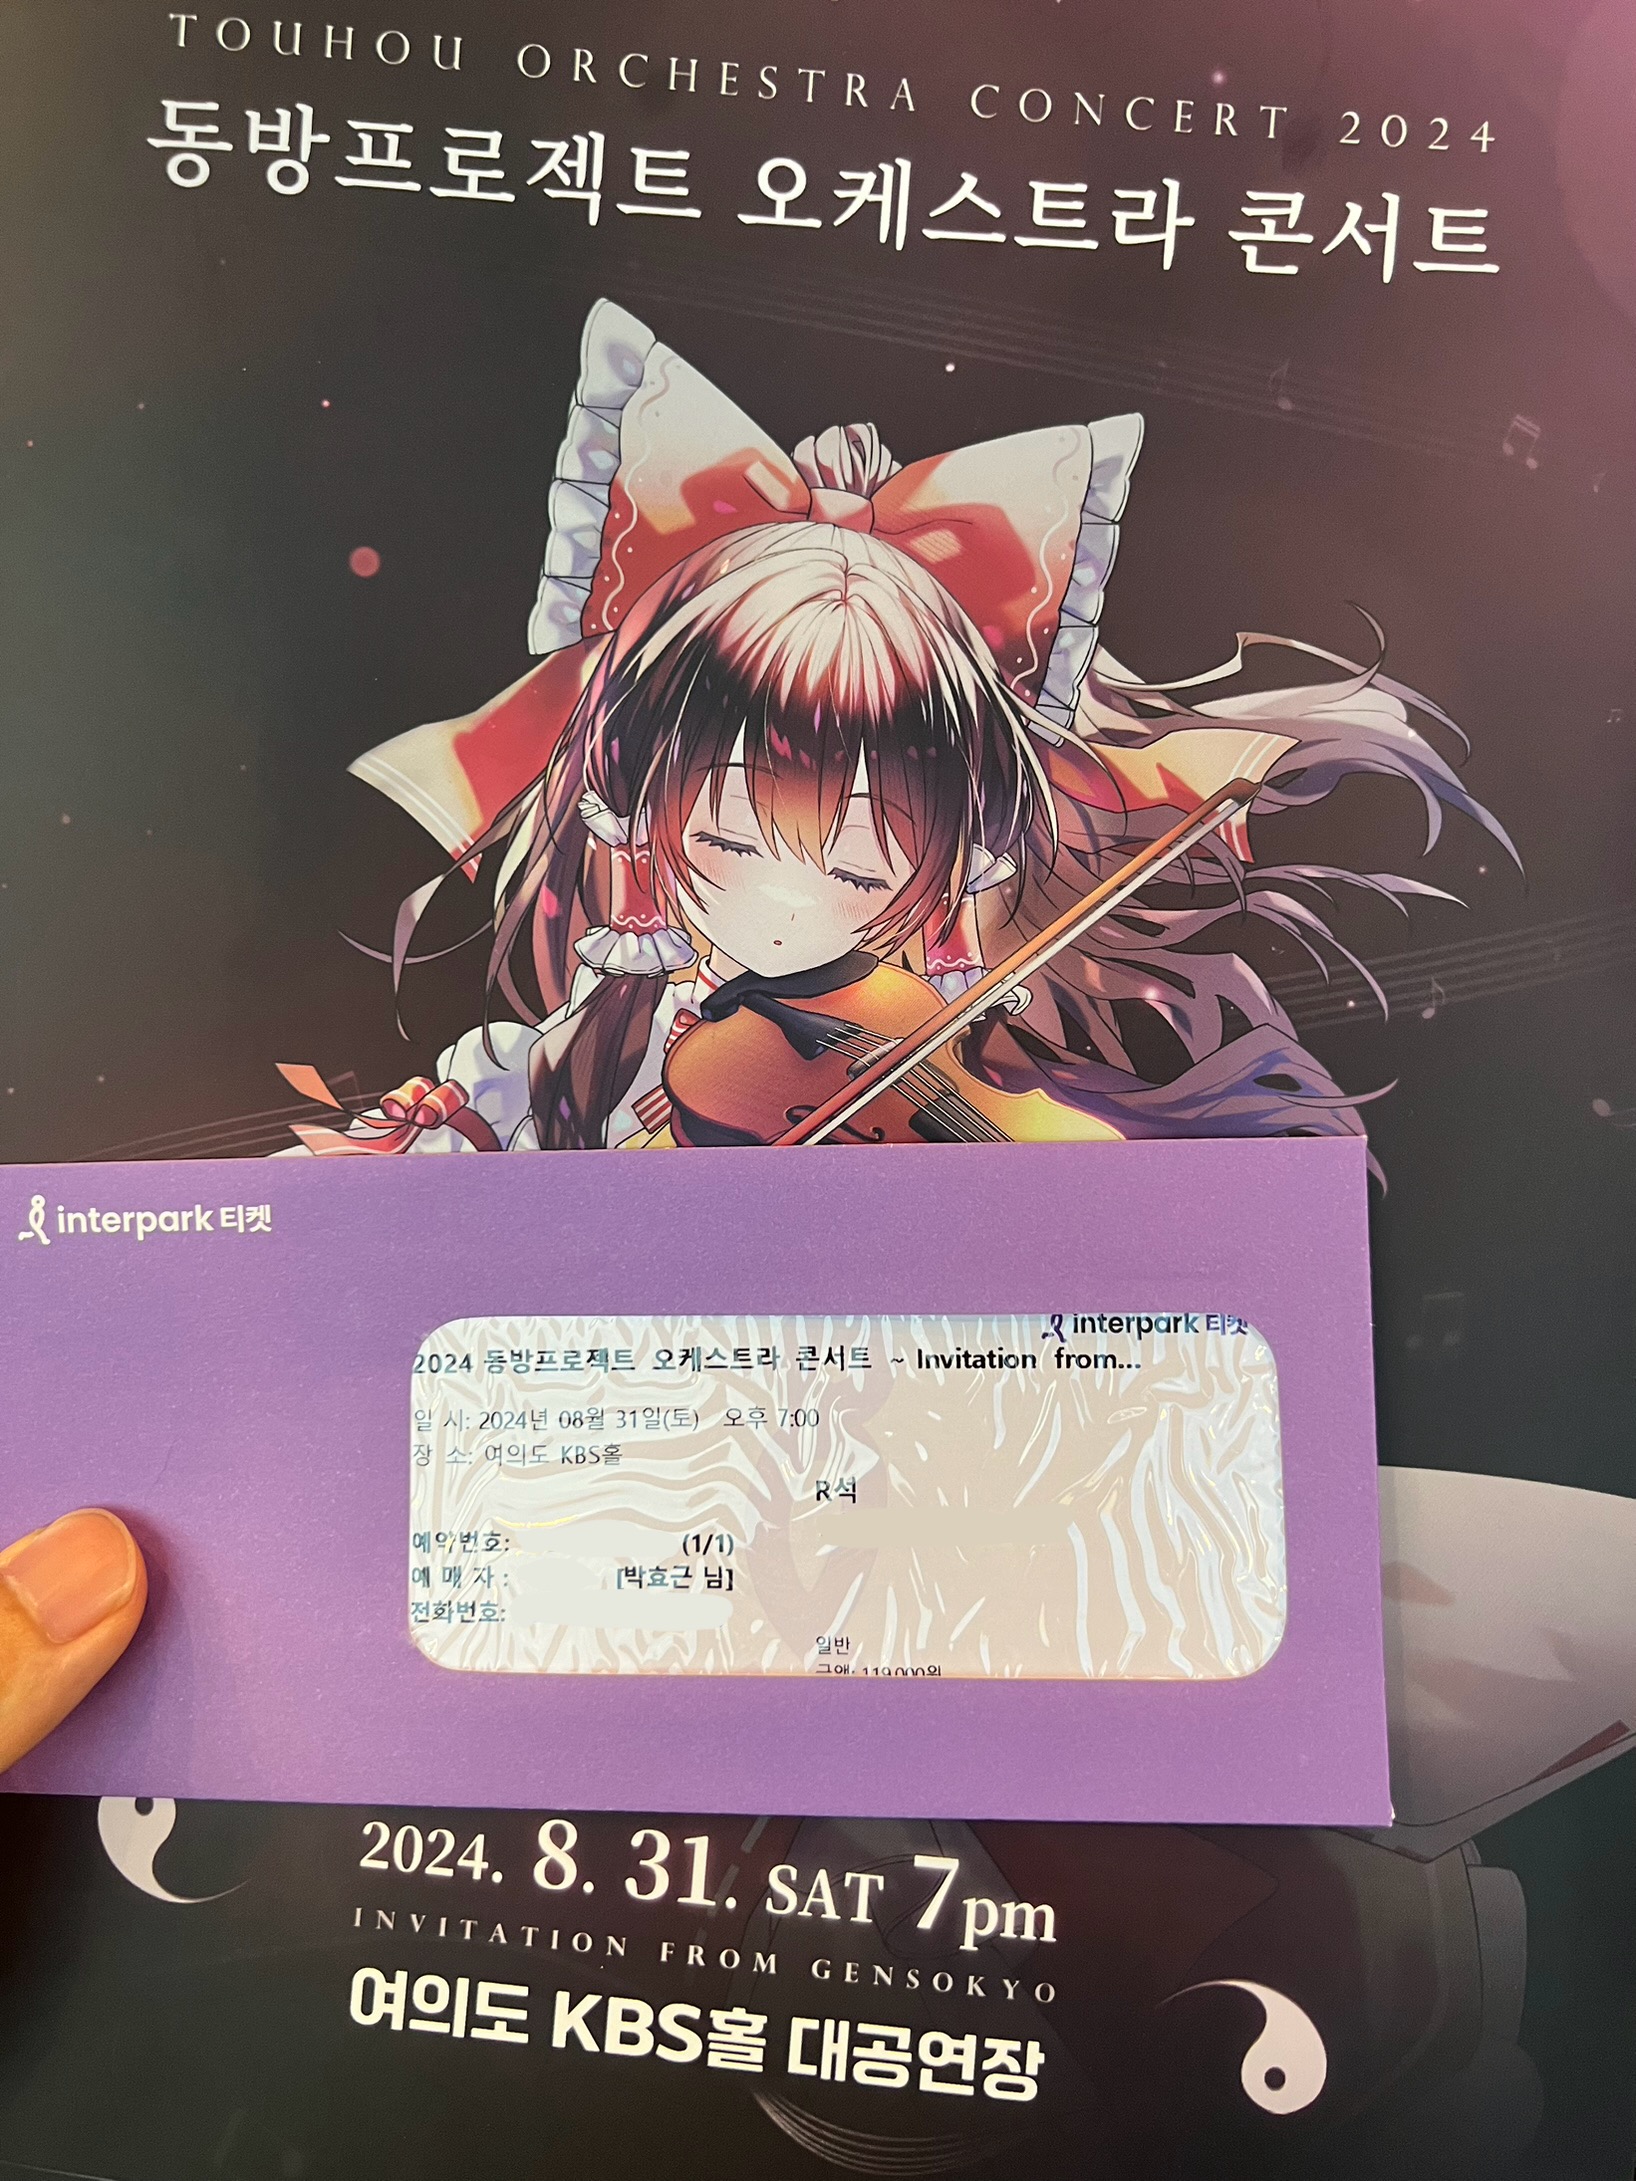 TOUHOU ORCHESTRA CONCERT 2024
동방프로젝트 오케스트라 콘서트
interpark 티켓
interpark 티켓
2024 동방프로젝트 오케스트라 콘서트 ~ Invitation from...
일 시: 2024년 08월 31일(토) 오후 7:00
장 소: 여의도 KBS홀
R석
예약번호: (1/1)
예 매 자 : [박효근 님]
전화번호:
일반
금액: 119,000원
2024. 8. 31. SAT 7pm
INVITATION FROM GENSOKYO
여의도 KBS홀 대공연장